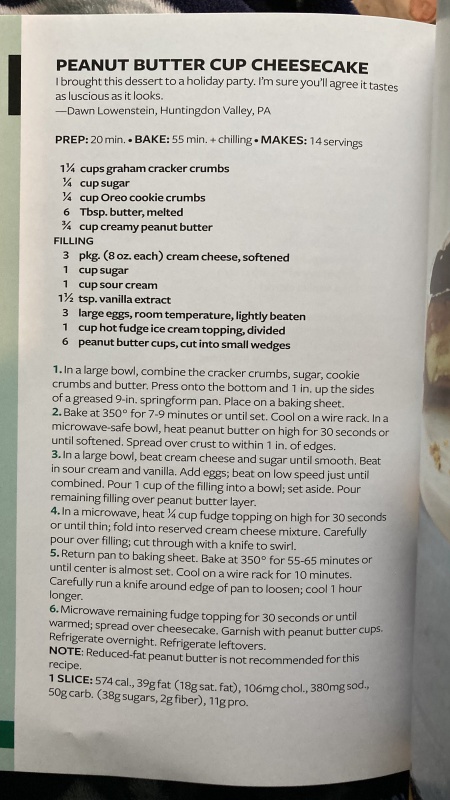 PEANUT BUTTER CUP CHEESECAKE
I brought this dessert to a holiday party. I'm sure you'll agree it tastes
as luscious as it looks.
—Dawn Lowenstein, Huntingdon Valley, PA
PREP: 20 min. • BAKE: 55 min. + chilling • MAKES: 14 servings
1¼ cups graham cracker crumbs
¼ cup sugar
¼ cup Oreo cookie crumbs
6 Tbsp. butter, melted
¾ cup creamy peanut butter
FILLING
3 pkg. (8 oz. each) cream cheese, softened
1 cup sugar
1 cup sour cream
1½ tsp. vanilla extract
3 large eggs, room temperature, lightly beaten
1 cup hot fudge ice cream topping, divided
6 peanut butter cups, cut into small wedges
1. In a large bowl, combine the cracker crumbs, sugar, cookie
crumbs and butter. Press onto the bottom and 1 in. up the sides
of a greased 9-in. springform pan. Place on a baking sheet.
2. Bake at 350° for 7-9 minutes or until set. Cool on a wire rack. In a
microwave-safe bowl, heat peanut butter on high for 30 seconds or
until softened. Spread over crust to within 1 in. of edges.
3. In a large bowl, beat cream cheese and sugar until smooth. Beat
in sour cream and vanilla. Add eggs; beat on low speed just until
combined. Pour 1 cup of the filling into a bowl; set aside. Pour
remaining filling over peanut butter layer.
4. In a microwave, heat ¼ cup fudge topping on high for 30 seconds
or until thin; fold into reserved cream cheese mixture. Carefully
pour over filling; cut through with a knife to swirl.
5. Return pan to baking sheet. Bake at 350° for 55-65 minutes or
until center is almost set. Cool on a wire rack for 10 minutes.
Carefully run a knife around edge of pan to loosen; cool 1 hour
longer.
6. Microwave remaining fudge topping for 30 seconds or until
warmed; spread over cheesecake. Garnish with peanut butter cups.
Refrigerate overnight. Refrigerate leftovers.
NOTE: Reduced-fat peanut butter is not recommended for this
recipe.
1 SLICE: 574 cal., 39g fat (18g sat. fat), 106mg chol., 380mg sod.,
50g carb. (38g sugars, 2g fiber), 11g pro.